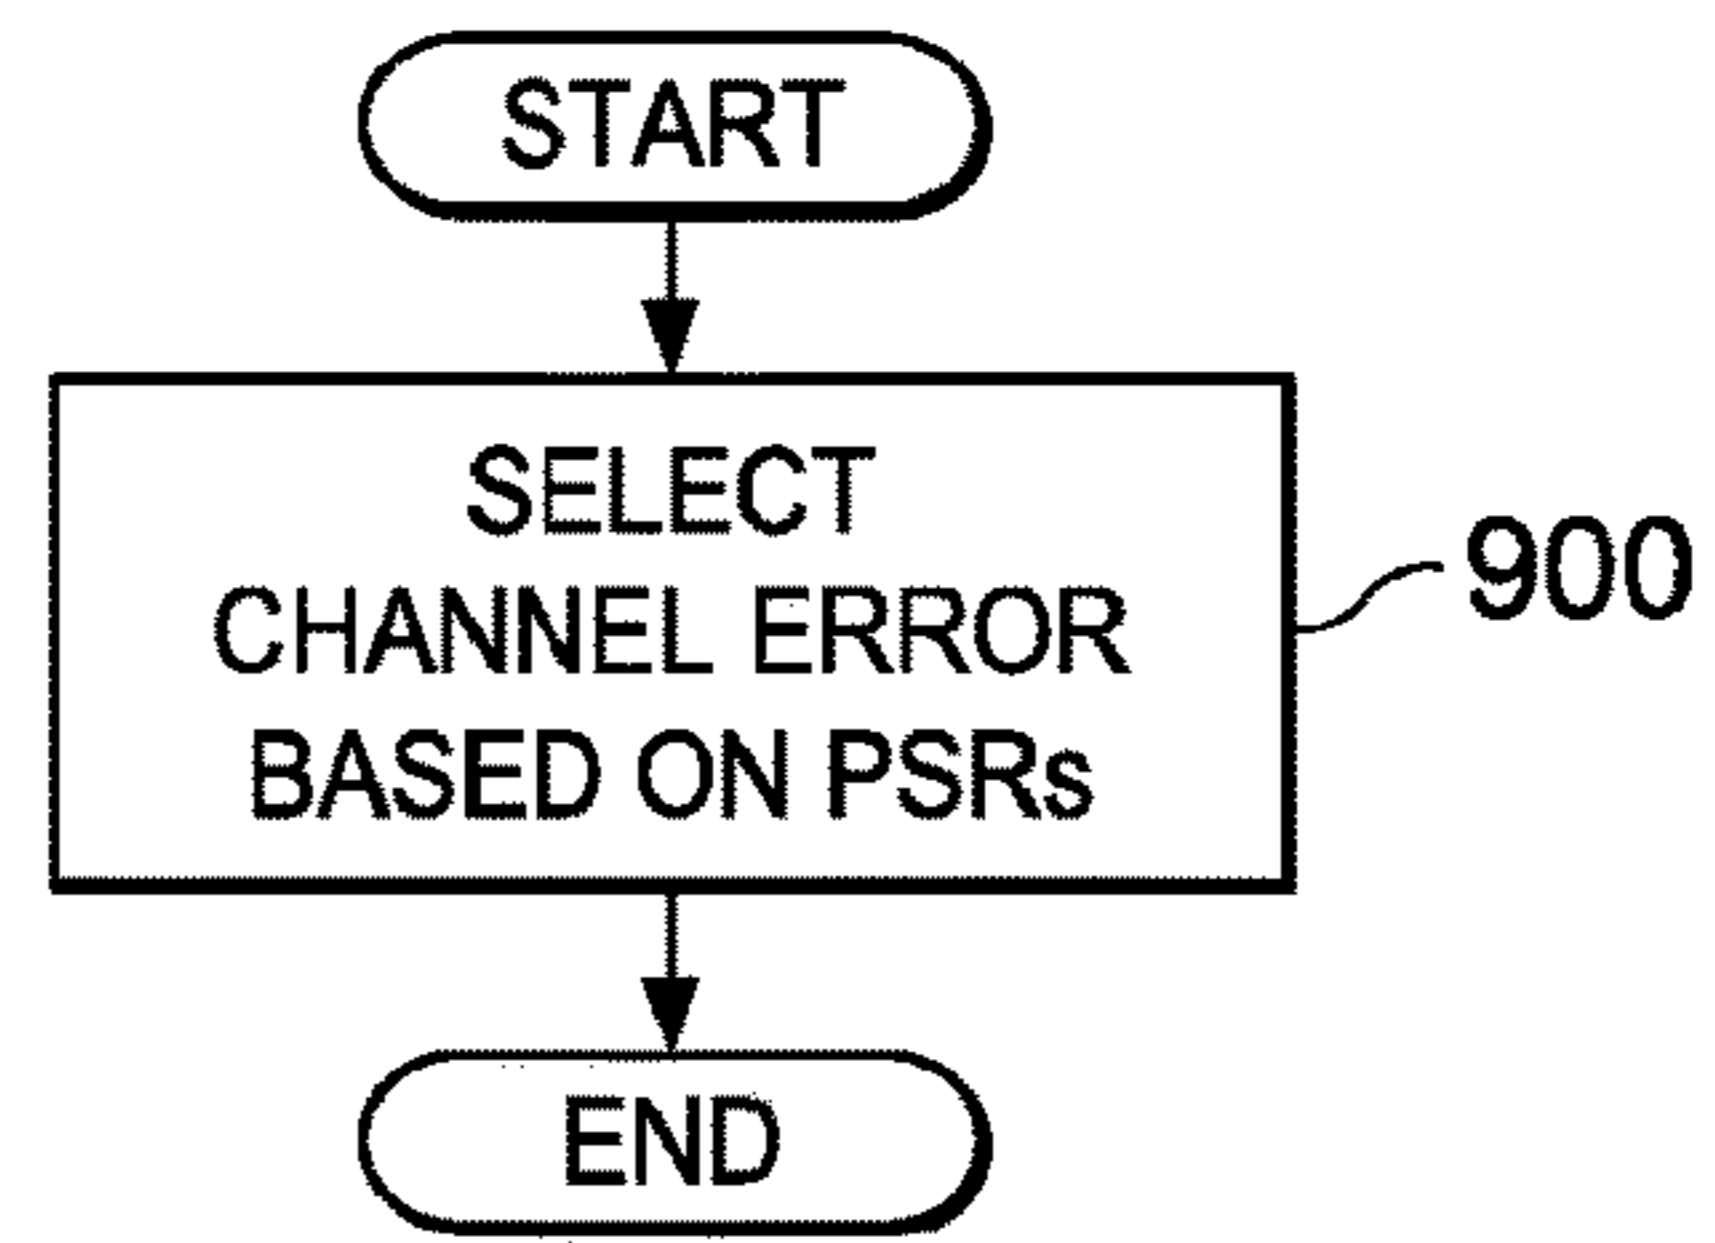 START
SELECT
CHANNEL ERROR
BASED ON PSRs
900
END